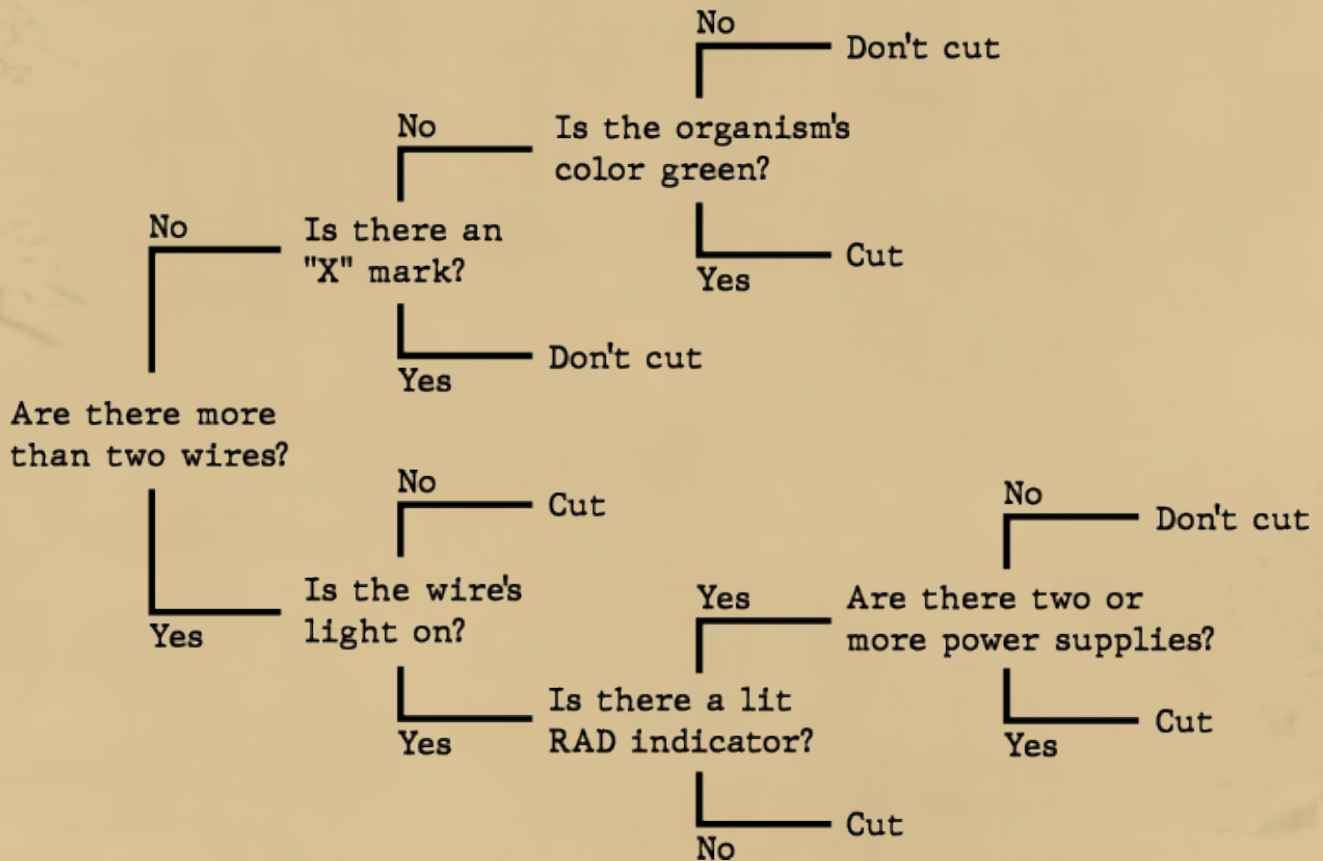 No
Don't cut
No
Is the organism's
color green?
No
Is there an
"X" mark?
Cut
Yes
Don't cut
Yes
Are there more
than two wires?
No
Cut
No
Don't cut
Is the wire's
light on?
Yes
Yes
Are there two or
more power supplies?
Is there a lit
RAD indicator?
Yes
Cut
Yes
Cut
No